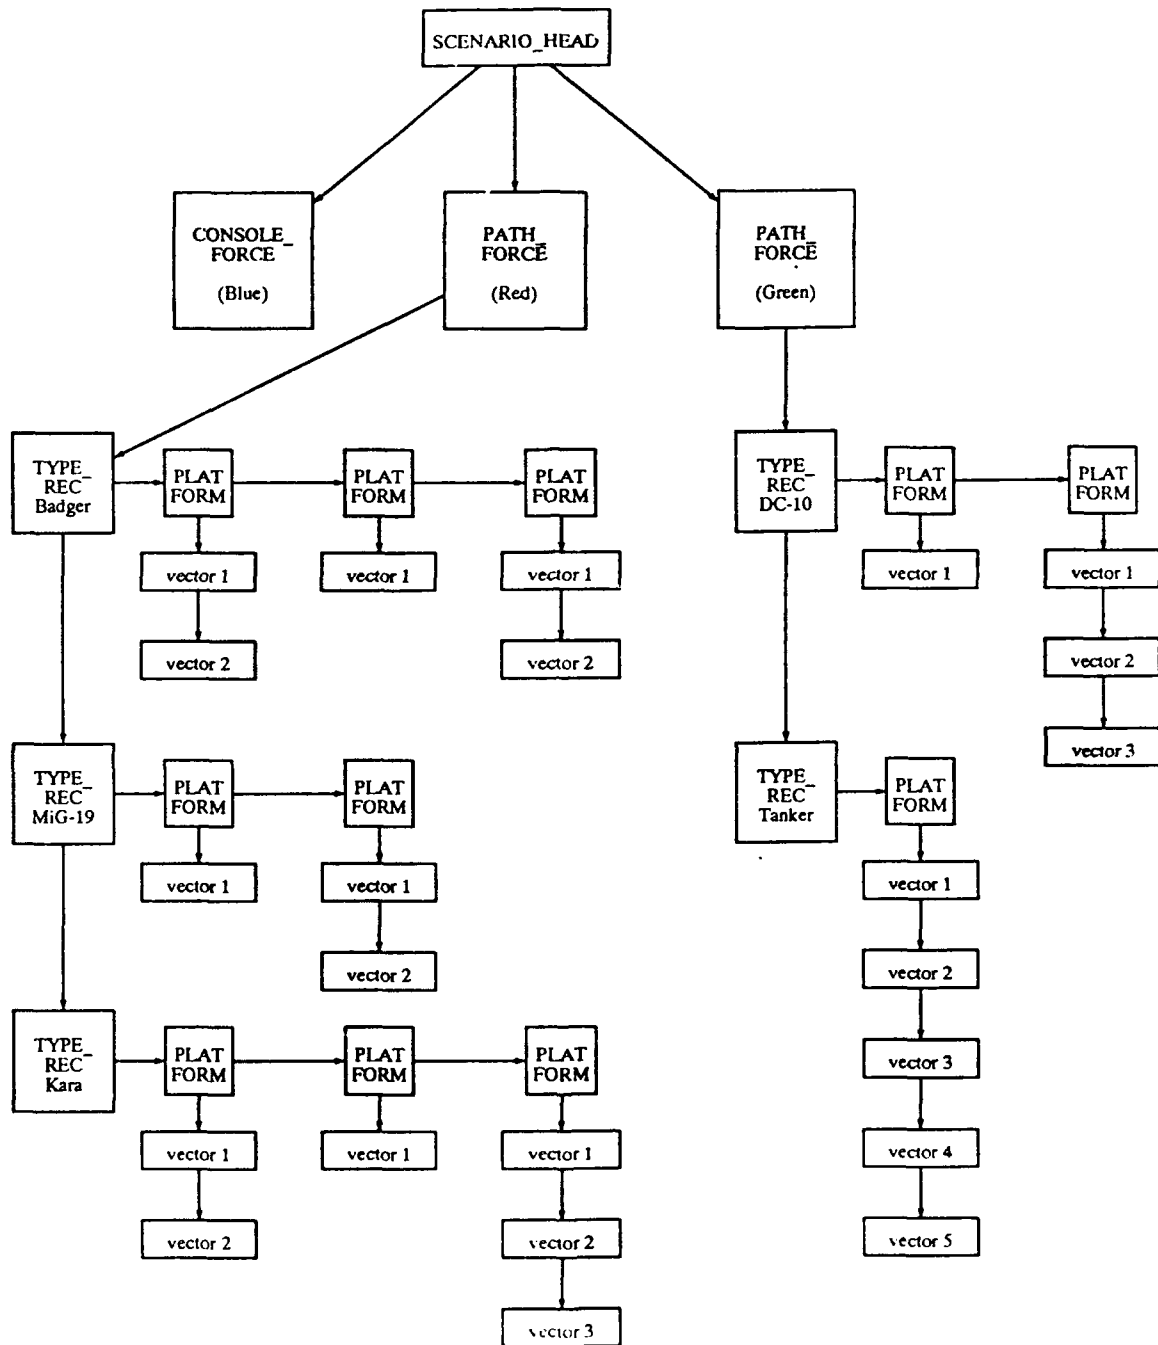 SCENARIO_HEAD
CONSOLE_
FORCE
(Blue)
PATH_
FORCE
(Red)
PATH_
FORCE
(Green)
TYPE_
REC
Badger
PLAT
FORM
PLAT
FORM
PLAT
FORM
vector 1
vector 1
vector 1
vector 2
vector 2
TYPE_
REC_
DC-10
PLAT
FORM
PLAT
FORM
vector 1
vector 1
vector 2
vector 3
TYPE_
REC
MiG-19
PLAT
FORM
PLAT
FORM
vector 1
vector 1
vector 2
TYPE_
REC
Tanker
PLAT
FORM
vector 1
vector 2
vector 3
vector 4
vector 5
TYPE_
REC
Kara
PLAT
FORM
PLAT
FORM
PLAT
FORM
vector 1
vector 1
vector 1
vector 2
vector 2
vector 3